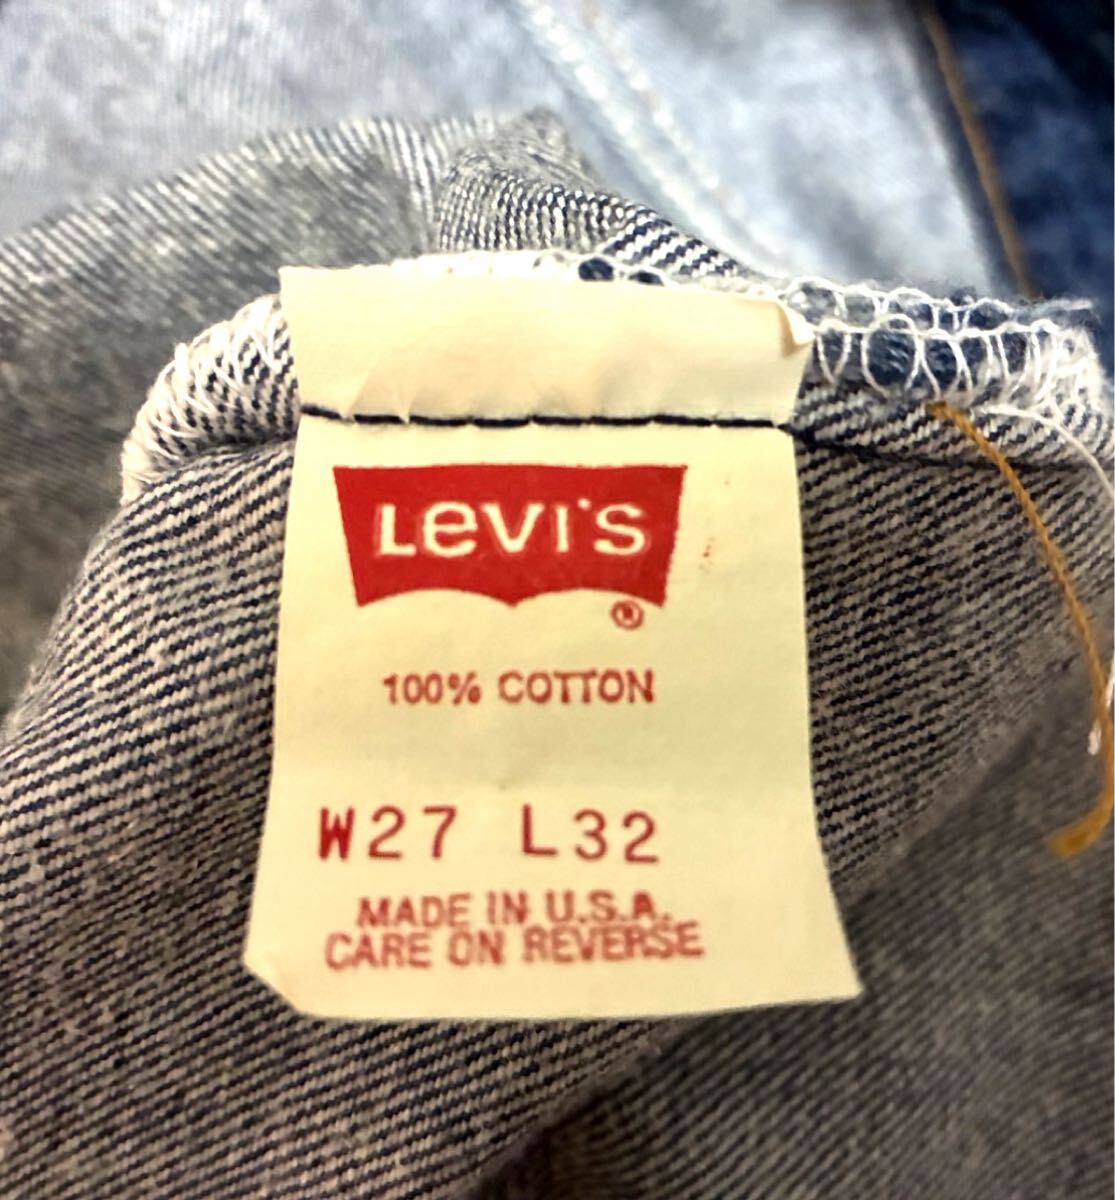 Levi's
®
100% COTTON
W27 L32
MADE IN U.S.A.
CARE ON REVERSE